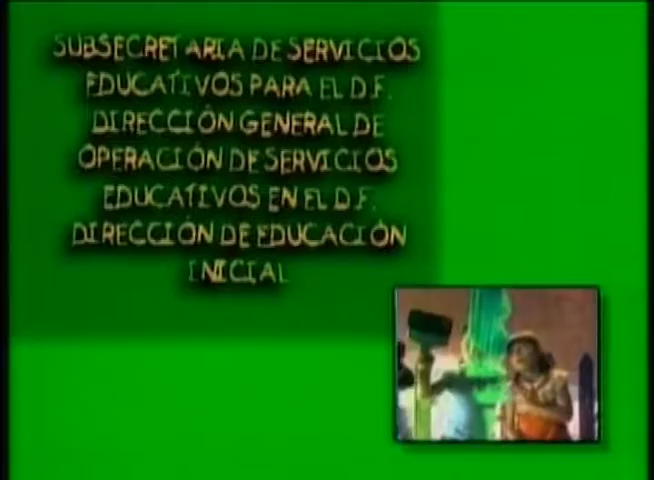 SUBSECRETARIA DE SERVICIOS
EDUCATIVOS PARA EL D.F.
DIRECCIÓN GENERAL DE
OPERACIÓN DE SERVICIOS
EDUCATIVOS EN EL D.F.
DIRECCIÓN DE EDUCACIÓN
INICIAL